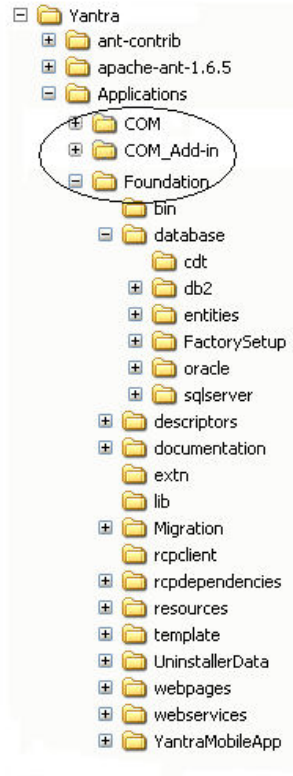 Yantra
ant-contrib
apache-ant-1.6.5
Applications
COM
COM_Add-in
Foundation
bin
database
cdt
db2
entities
FactorySetup
oracle
sqlserver
descriptors
documentation
extn
lib
Migration
rcpclient
rcpdependencies
resources
template
UninstallerData
webpages
webservices
YantraMobileApp